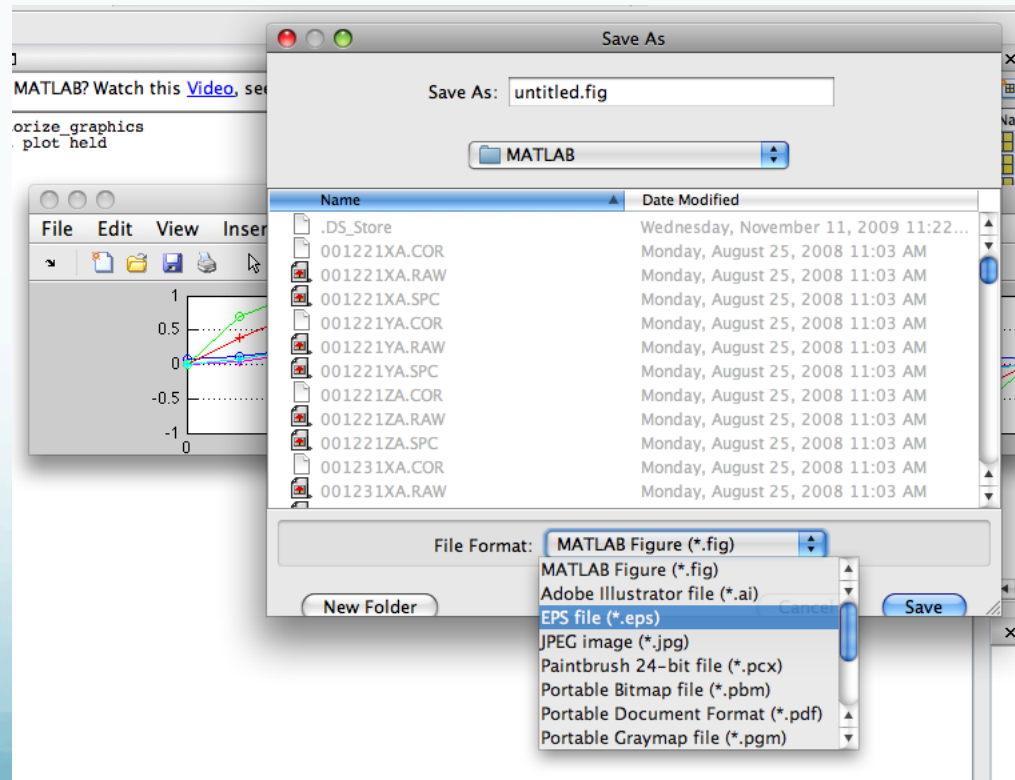 Save As
MATLAB? Watch this Video, see
Save As: untitled.fig
orize_graphics
plot held
MATLAB
Name Date Modified
.DS_Store Wednesday, November 11, 2009 11:22...
001221XA.COR Monday, August 25, 2008 11:03 AM
001221XA.RAW Monday, August 25, 2008 11:03 AM
001221XA.SPC Monday, August 25, 2008 11:03 AM
001221YA.COR Monday, August 25, 2008 11:03 AM
001221YA.RAW Monday, August 25, 2008 11:03 AM
001221YA.SPC Monday, August 25, 2008 11:03 AM
001221ZA.COR Monday, August 25, 2008 11:03 AM
001221ZA.RAW Monday, August 25, 2008 11:03 AM
001221ZA.SPC Monday, August 25, 2008 11:03 AM
001231XA.COR Monday, August 25, 2008 11:03 AM
001231XA.RAW Monday, August 25, 2008 11:03 AM
File Edit View Inser
1
0.5
0
-0.5
-1
0
File Format: MATLAB Figure (*.fig)
MATLAB Figure (*.fig)
Adobe Illustrator file (*.ai)
EPS file (*.eps)
JPEG image (*.jpg)
Paintbrush 24-bit file (*.pcx)
Portable Bitmap file (*.pbm)
Portable Document Format (*.pdf)
Portable Graymap file (*.pgm)
New Folder Cancel Save
Na